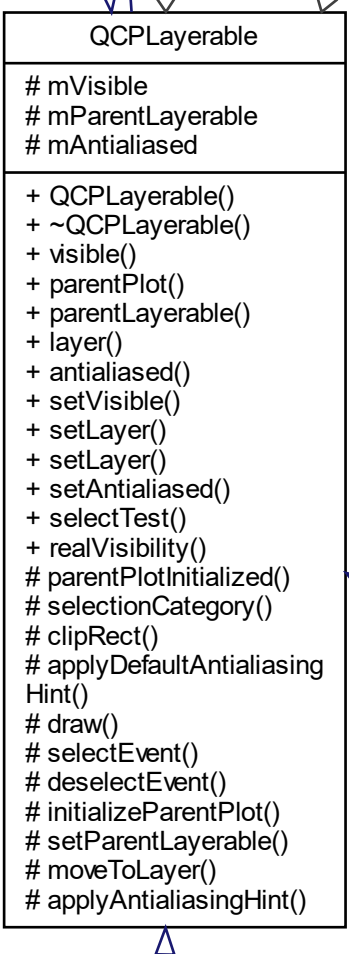 QCPLayerable
# mVisible
# mParentLayerable
# mAntialiased
+ QCPLayerable()
+ ~QCPLayerable()
+ visible()
+ parentPlot()
+ parentLayerable()
+ layer()
+ antialiased()
+ setVisible()
+ setLayer()
+ setLayer()
+ setAntialiased()
+ selectTest()
+ realVisibility()
# parentPlotInitialized()
# selectionCategory()
# clipRect()
# applyDefaultAntialiasing
Hint()
# draw()
# selectEvent()
# deselectEvent()
# initializeParentPlot()
# setParentLayerable()
# moveToLayer()
# applyAntialiasingHint()